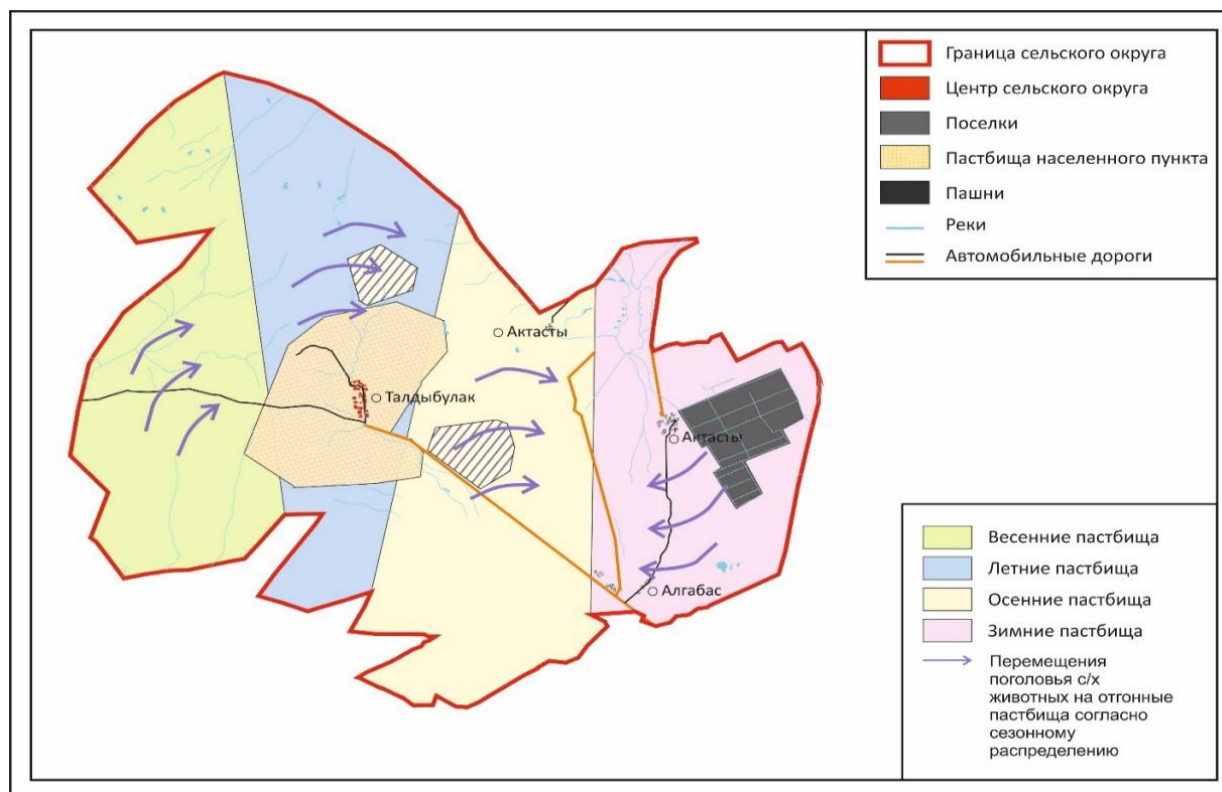 Граница сельского округа
Центр сельского округа
Поселки
Пастбища населенного пункта
Пашни
Реки
Автомобильные дороги
Актасты
Талдыбулак
Актасты
Алгабас
Весенние пастбища
Летние пастбища
Осенние пастбища
Зимние пастбища
Перемещения
поголовья с/х
животных на отгонные
пастбища согласно
сезонному
распределению